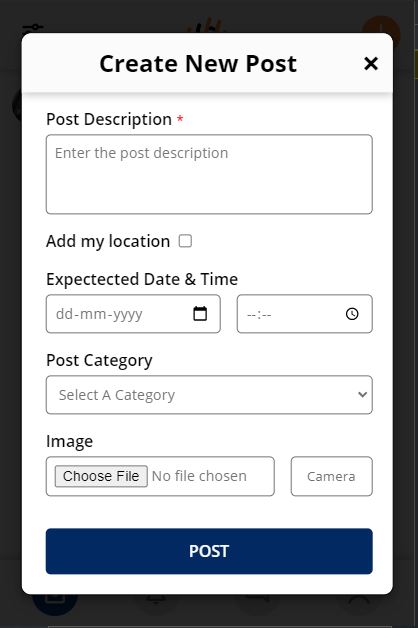 Create New Post ×
Post Description *
Enter the post description
Add my location
Expectected Date & Time
dd-mm-yyyy --:--
Post Category
Select A Category
Image
Choose File No file chosen Camera
POST